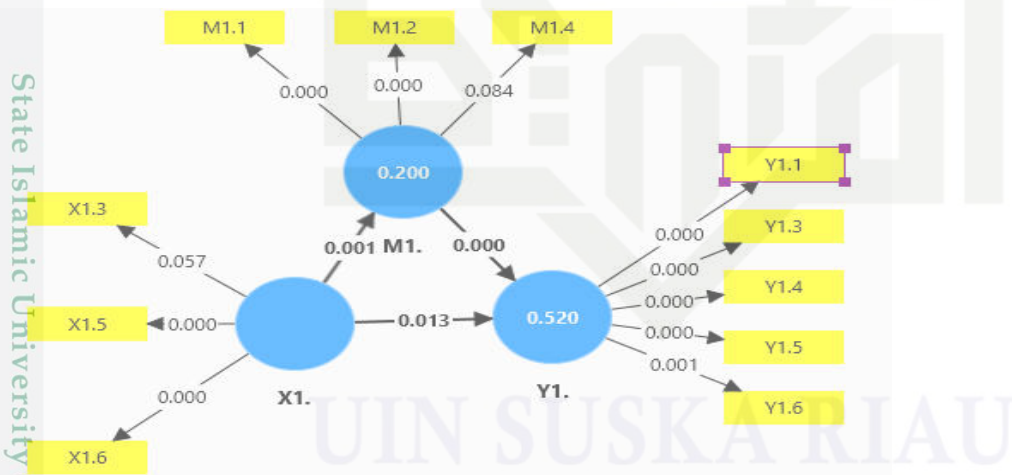 M1.1 M1.2 M1.4
0.000 0.000 0.084
0.200
Y1.1
X1.3
Y1.3
0.000
0.001 M1. 0.000
0.057
0.000
Y1.4
0.000
X1.5
0.000
0.013
0.520
0.000
Y1.5
0.001
0.000
X1.
Y1.
Y1.6
X1.6
State Islamic University
UIN SUSKA RIAU